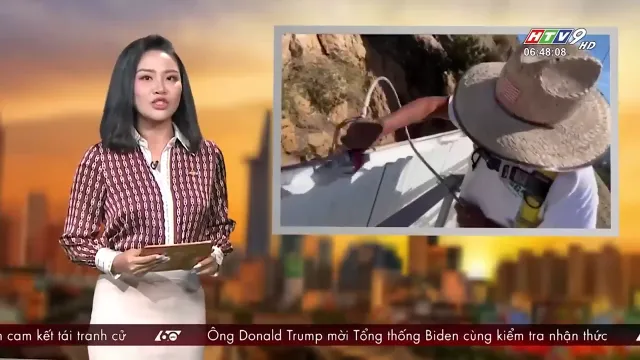 HTV9 HD
06:48:08
n cam kết tái tranh cử 60 Ông Donald Trump mời Tổng thống Biden cùng kiểm tra nhận thức